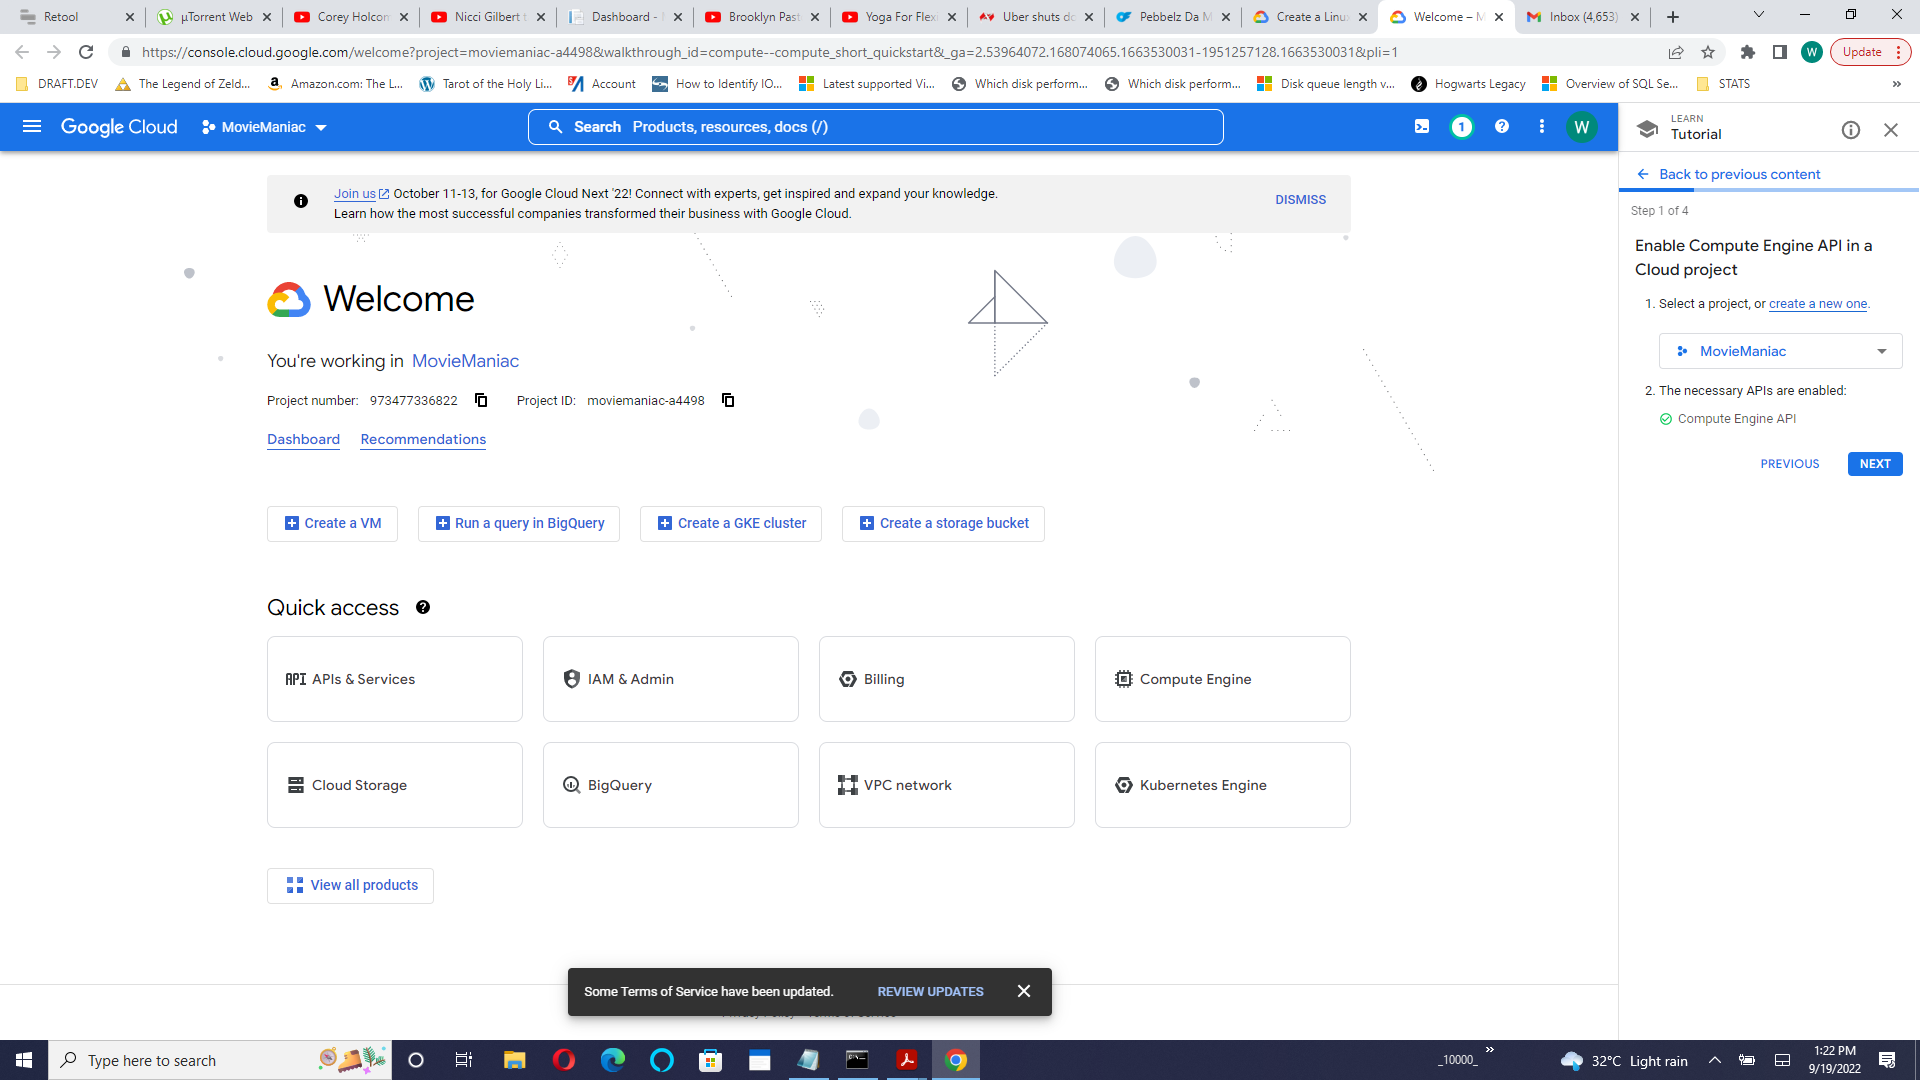 Retool
µTorrent Web
Corey Holcom
Nicci Gilbert t
Dashboard -
Brooklyn Past
Yoga For Flexi
Uber shuts do
Pebbelz Da M
Create a Linu
Welcome – M
Inbox (4,653)
https://console.cloud.google.com/welcome?project=moviemaniac-a4498&walkthrough_id=compute--compute_short_quickstart&_ga=2.53964072.168074065.1663530031-1951257128.1663530031&pli=1
W
Update
DRAFT.DEV
The Legend of Zeld...
Amazon.com: The L...
Tarot of the Holy Li...
Account
How to Identify IO...
Latest supported Vi...
Which disk perform...
Which disk perform...
Disk queue length v...
Hogwarts Legacy
Overview of SQL Se...
STATS
»
Google Cloud
MovieManiac
Search Products, resources, docs (/)
1
W
LEARN
Tutorial
Join us October 11-13, for Google Cloud Next '22! Connect with experts, get inspired and expand your knowledge.
Learn how the most successful companies transformed their business with Google Cloud.
DISMISS
Welcome
You're working in MovieManiac
Project number: 973477336822
Project ID: moviemaniac-a4498
Dashboard
Recommendations
Create a VM
Run a query in BigQuery
Create a GKE cluster
Create a storage bucket
Quick access
API APIs & Services
IAM & Admin
Billing
Compute Engine
Cloud Storage
BigQuery
VPC network
Kubernetes Engine
View all products
Some Terms of Service have been updated.
REVIEW UPDATES
Back to previous content
Step 1 of 4
Enable Compute Engine API in a
Cloud project
1. Select a project, or create a new one.
MovieManiac
2. The necessary APIs are enabled:
Compute Engine API
PREVIOUS
NEXT
Type here to search
_10000_
»
32°C Light rain
1:22 PM
9/19/2022